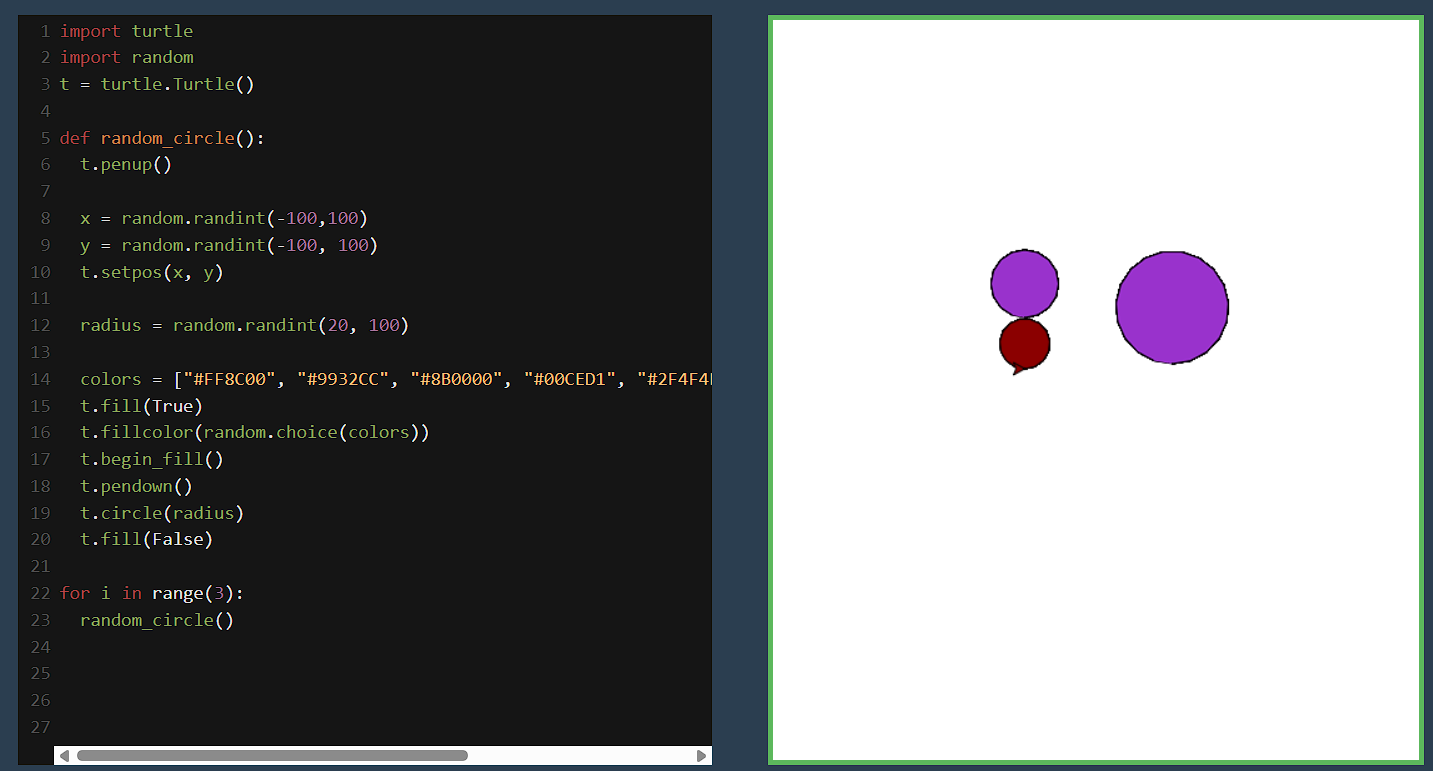 1 import turtle
2 import random
3 t = turtle.Turtle()
4
5 def random_circle():
6 t.penup()
7
8 x = random.randint(-100,100)
9 y = random.randint(-100, 100)
10 t.setpos(x, y)
11
12 radius = random.randint(20, 100)
13
14 colors = ["#FF8C00", "#9932CC", "#8B0000", "#00CED1", "#2F4F4
15 t.fill(True)
16 t.fillcolor(random.choice(colors))
17 t.begin_fill()
18 t.pendown()
19 t.circle(radius)
20 t.fill(False)
21
22 for i in range(3):
23 random_circle()
24
25
26
27